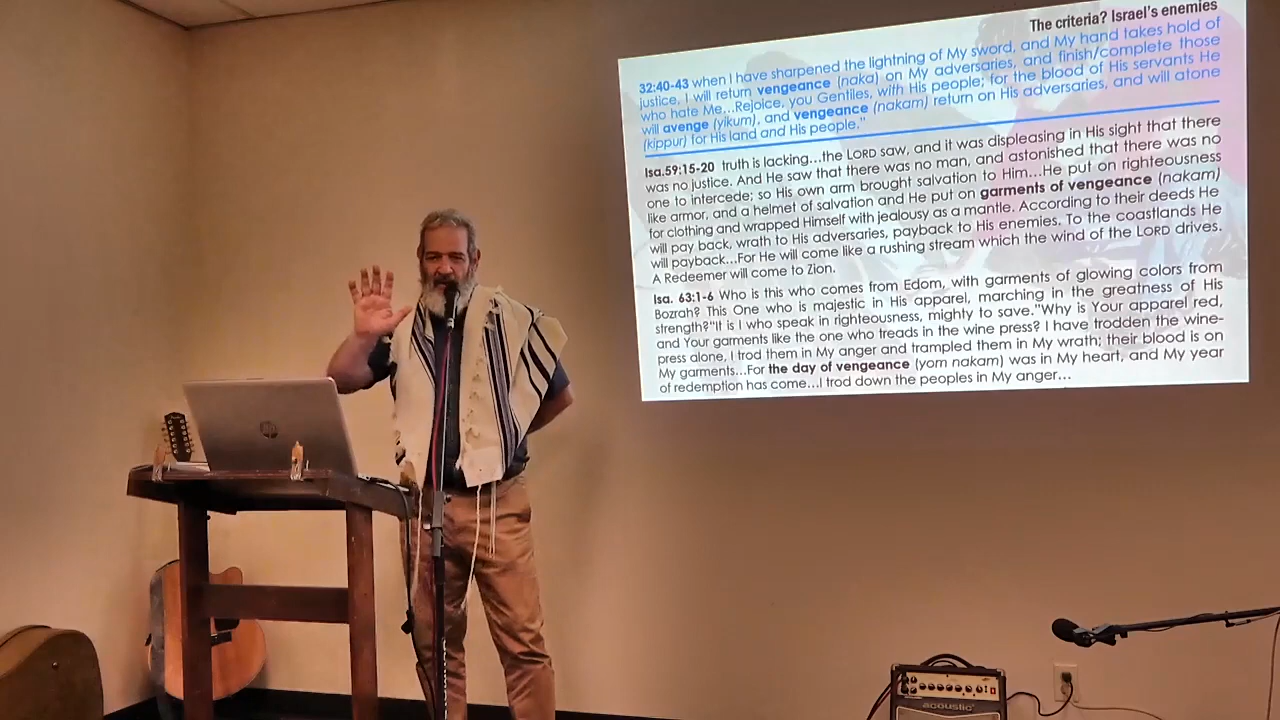 The criteria? Israel's enemies
32:40-43 when I have sharpened the lightning of My sword, and My hand takes hold of
justice, I will return vengeance (naka) on My adversaries, and finish/complete those
who hate Me...Rejoice, you Gentiles, with His people; for the blood of His servants He
will avenge (yikum), and vengeance (nakam) return on His adversaries, and will atone
(kippur) for His land and His people."
Isa.59:15-20 truth is lacking...the LORD saw, and it was displeasing in His sight that there
was no justice. And He saw that there was no man, and astonished that there was no
one to intercede; so His own arm brought salvation to Him...He put on righteousness
like armor, and a helmet of salvation and He put on garments of vengeance (nakam)
for clothing and wrapped Himself with jealousy as a mantle. According to their deeds He
will pay back, wrath to His adversaries, payback to His enemies. To the coastlands He
will payback...For He will come like a rushing stream which the wind of the LORD drives.
A Redeemer will come to Zion.
Isa. 63:1-6 Who is this who comes from Edom, with garments of glowing colors from
Bozrah? This One who is majestic in His apparel, marching in the greatness of His
strength?"It is I who speak in righteousness, mighty to save."Why is Your apparel red,
and Your garments like the one who treads in the wine press? I have trodden the wine-
press alone, I trod them in My anger and trampled them in My wrath; their blood is on
My garments...For the day of vengeance (yom nakam) was in My heart, and My year
of redemption has come...I trod down the peoples in My anger...
hp
acoustic